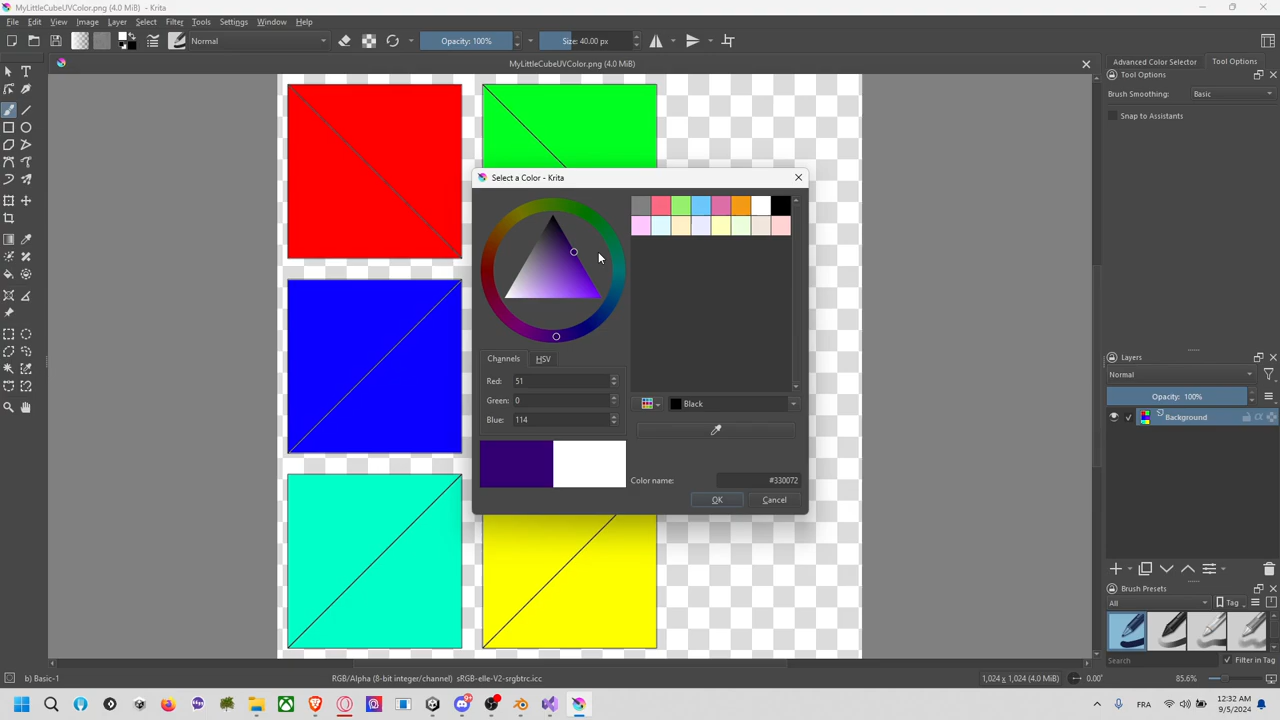 MyLittleCubeUVColor.png (4.0 MiB) - Krita
File Edit View Image Layer Select Filter Tools Settings Window Help
Normal Opacity: 100% Size: 40.00 px
MyLittleCubeUVColor.png (4.0 MiB)
Advanced Color Selector Tool Options
Tool Options
Brush Smoothing: Basic
Snap to Assistants
Select a Color - Krita
Channels HSV
Red: 51
Green: 0
Blue: 114
Black
Color name: #330072
OK Cancel
Layers
Normal
Opacity: 100%
Background
Brush Presets
All Tag
Search Filter in Tag
b) Basic-1 RGB/Alpha (8-bit integer/channel) sRGB-elle-V2-srgbtrc.icc 1,024 x 1,024 (4.0 MiB) 0.00° 85.6%
FRA 12:32 AM
9/5/2024